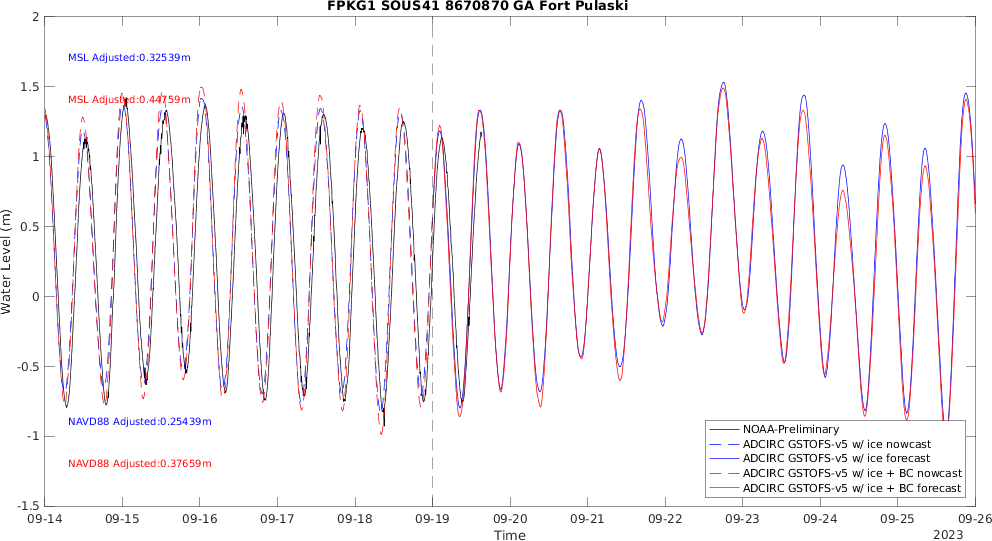 FPKG1 SOUS41 8670870 GA Fort Pulaski
2
1.5
1
0.5
0
-0.5
-1
-1.5
Water Level (m)
MSL Adjusted:0.32539m
MSL Adjusted:0.44759m
NAVD88 Adjusted:0.25439m
NAVD88 Adjusted:0.37659m
NOAA-Preliminary
ADCIRC GSTOFS-v5 w/ ice nowcast
ADCIRC GSTOFS-v5 w/ ice forecast
ADCIRC GSTOFS-v5 w/ ice + BC nowcast
ADCIRC GSTOFS-v5 w/ ice + BC forecast
09-14 09-15 09-16 09-17 09-18 09-19 09-20 09-21 09-22 09-23 09-24 09-25 09-26
Time
2023